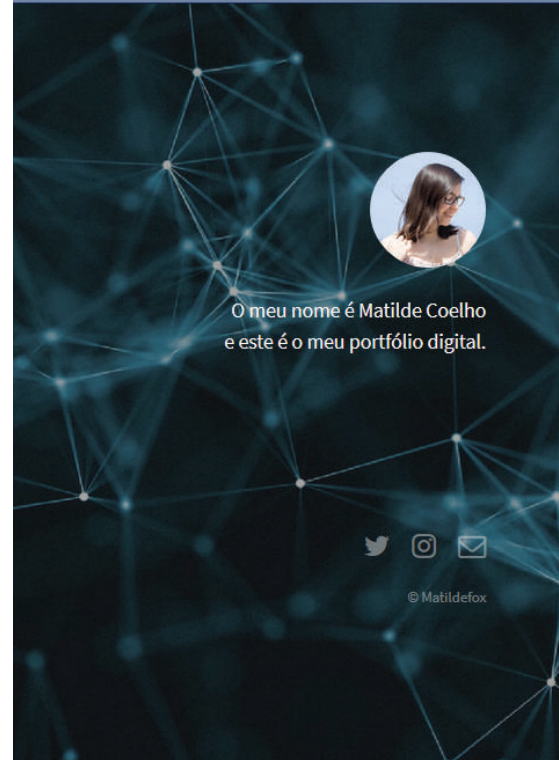 O meu nome é Matilde Coelho
e este é o meu portfólio digital.
© Matildefox